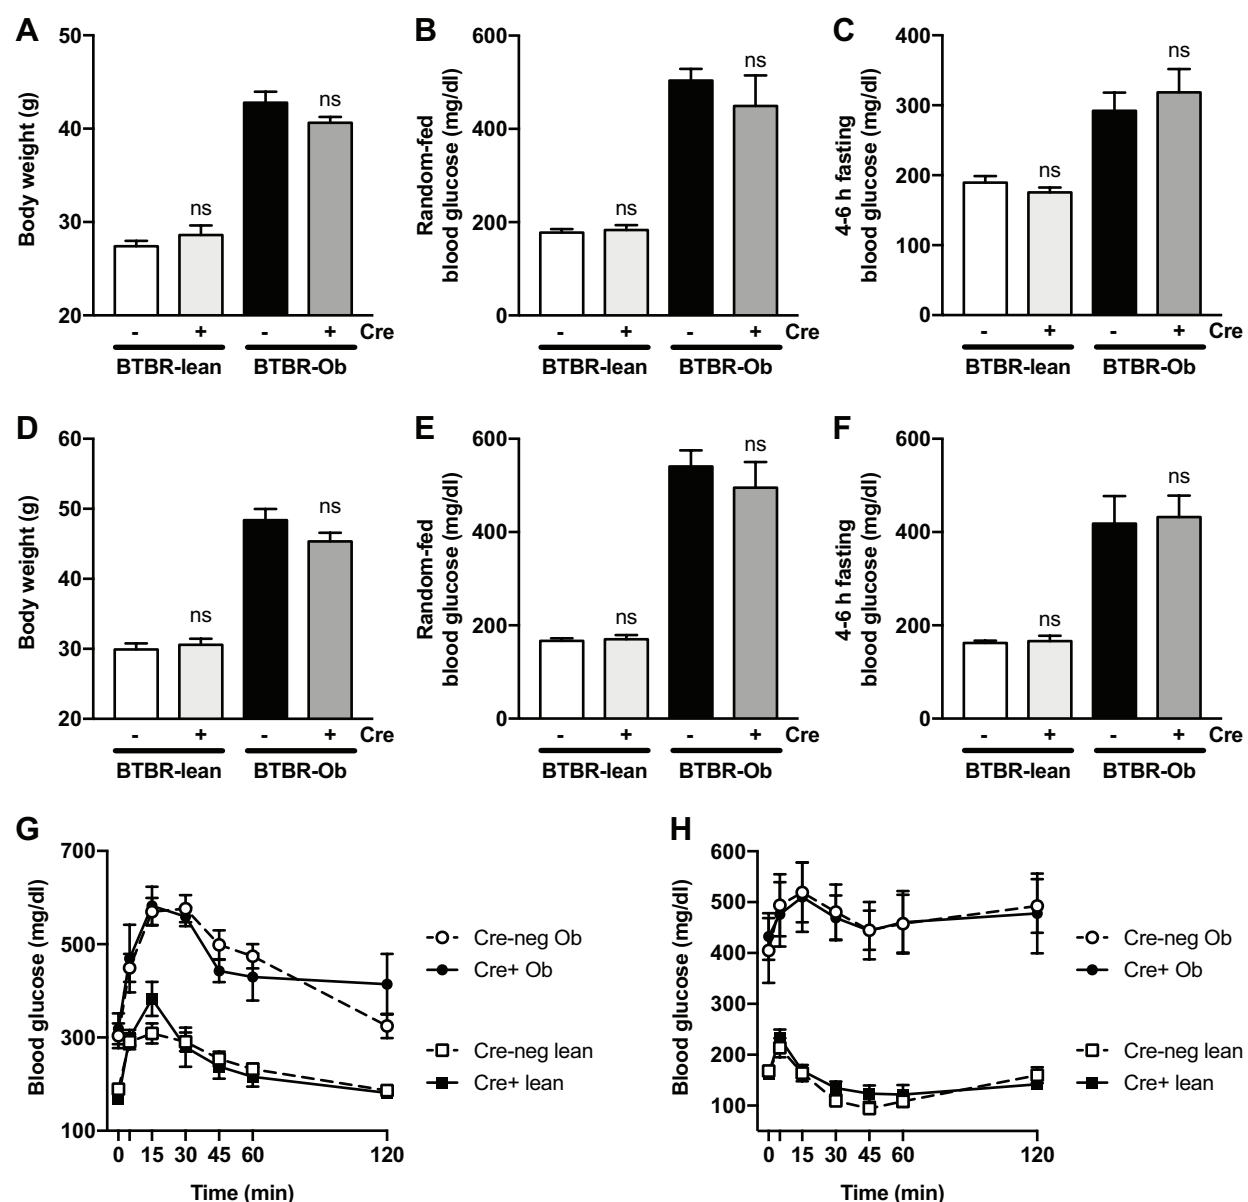 A
Body weight (g)
50
40
30
20
ns
ns
- + - + Cre
BTBR-lean BTBR-Ob
B
Random-fed
blood glucose (mg/dl)
600
400
200
0
ns
ns
- + - + Cre
BTBR-lean BTBR-Ob
C
4-6 h fasting
blood glucose (mg/dl)
400
300
200
100
0
ns
ns
- + - + Cre
BTBR-lean BTBR-Ob
D
Body weight (g)
60
50
40
30
20
ns
ns
- + - + Cre
BTBR-lean BTBR-Ob
E
Random-fed
blood glucose (mg/dl)
600
400
200
0
ns
ns
- + - + Cre
BTBR-lean BTBR-Ob
F
4-6 h fasting
blood glucose (mg/dl)
600
400
200
0
ns
ns
- + - + Cre
BTBR-lean BTBR-Ob
G
Blood glucose (mg/dl)
700
500
300
100
0 15 30 45 60 120
Time (min)
Cre-neg Ob
Cre+ Ob
Cre-neg lean
Cre+ lean
H
Blood glucose (mg/dl)
600
500
400
300
200
100
0 15 30 45 60 120
Time (min)
Cre-neg Ob
Cre+ Ob
Cre-neg lean
Cre+ lean